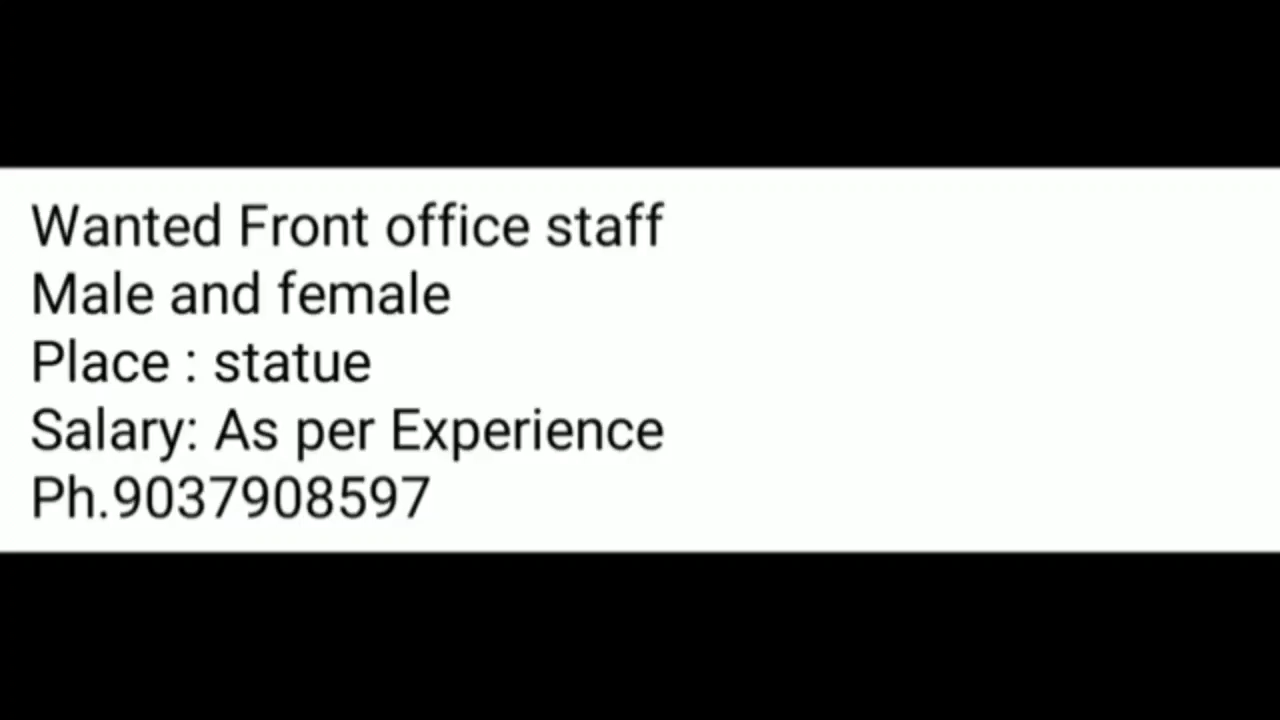 Wanted Front office staff
Male and female
Place : statue
Salary: As per Experience
Ph.9037908597